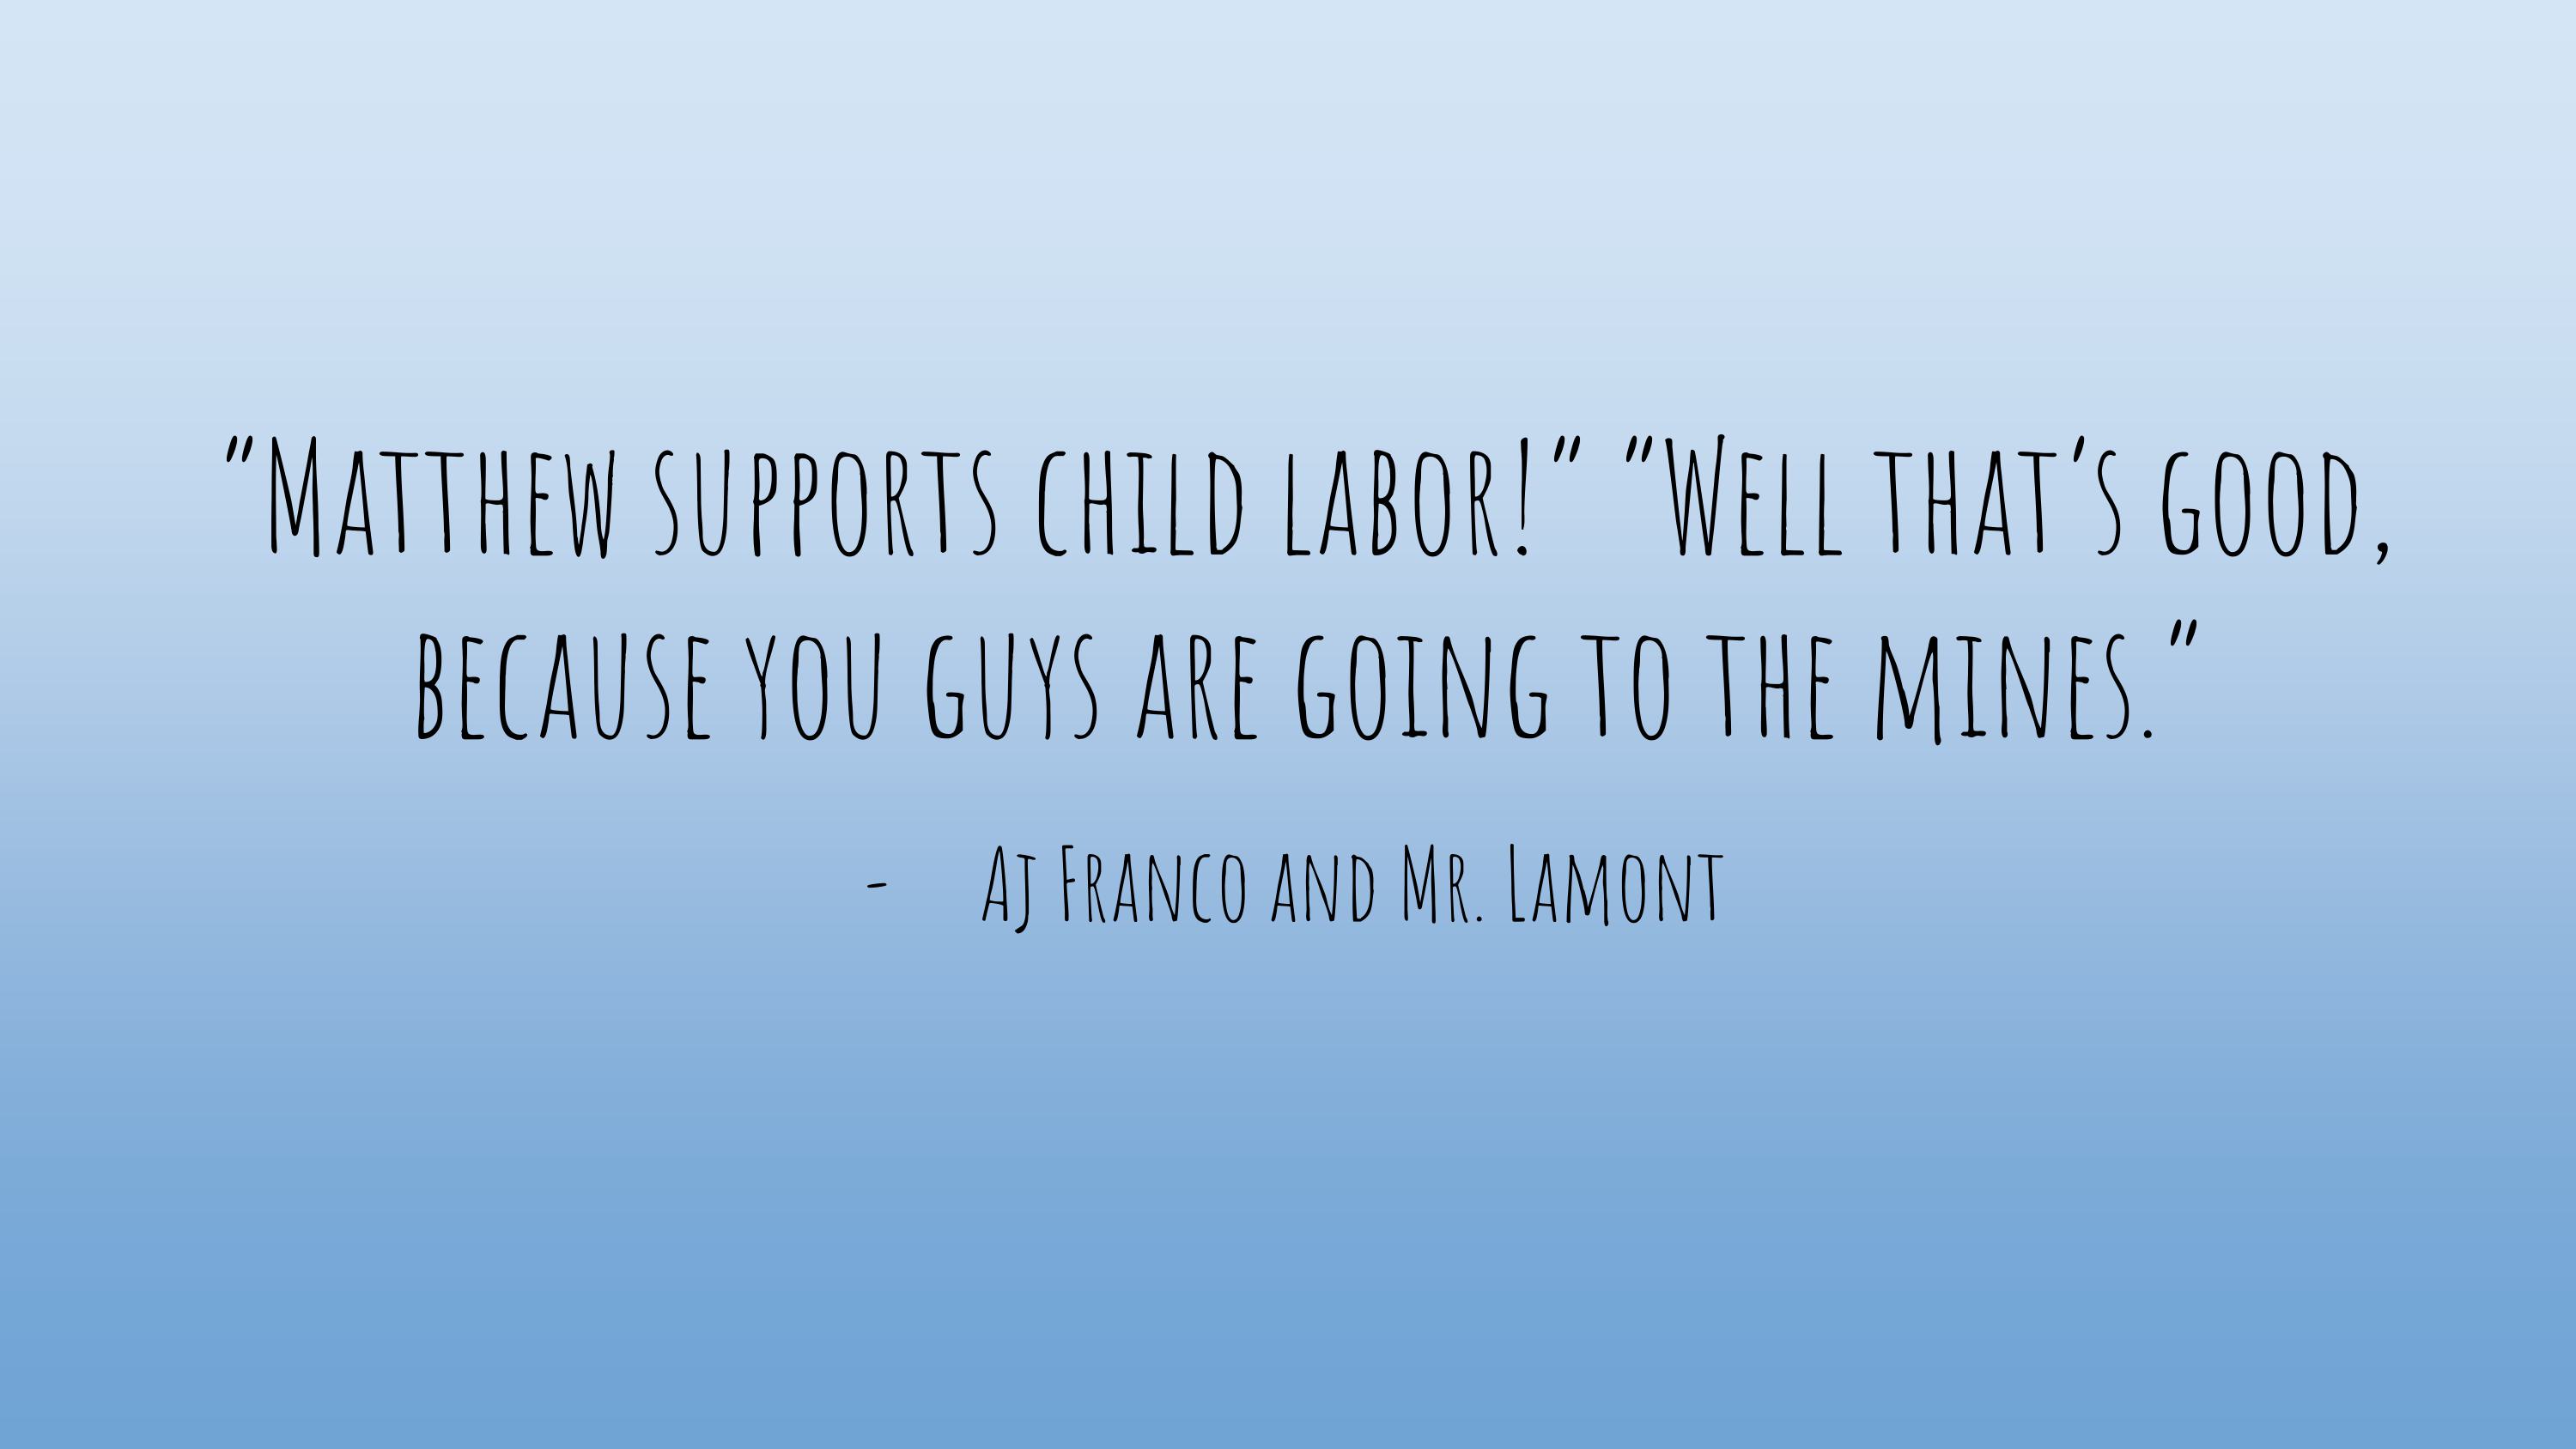 “Matthew supports child labor!” “Well that’s good,
because you guys are going to the mines.”
- Aj Franco and Mr. Lamont